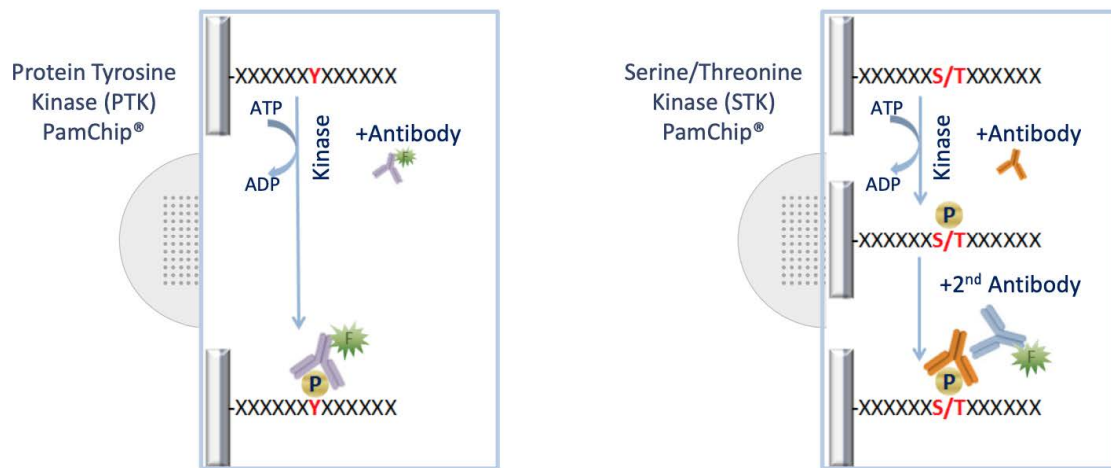 Protein Tyrosine
Kinase (PTK)
PamChip®
-XXXXXXYXXXXXX
ATP
ADP
Kinase
+Antibody
F
F
P
-XXXXXXYXXXXXX
Serine/Threonine
Kinase (STK)
PamChip®
-XXXXXXS/TXXXXXX
ATP
ADP
Kinase
+Antibody
P
-XXXXXXS/TXXXXXX
+2nd Antibody
F
P
-XXXXXXS/TXXXXXX